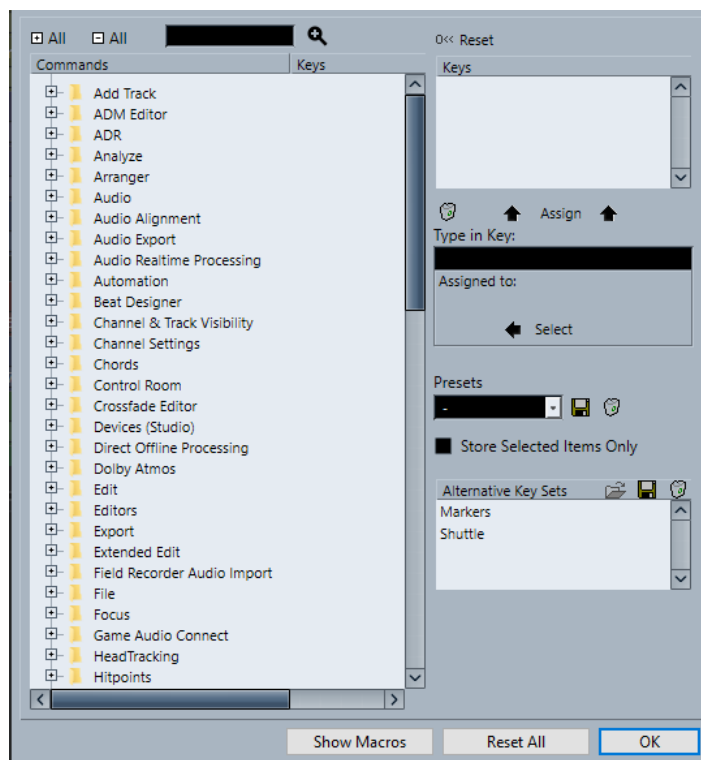 All All
0<< Reset
Commands Keys
Keys
Add Track
ADM Editor
ADR
Analyze
Arranger
Audio
Audio Alignment
Audio Export
Audio Realtime Processing
Automation
Beat Designer
Channel & Track Visibility
Channel Settings
Chords
Control Room
Crossfade Editor
Devices (Studio)
Direct Offline Processing
Dolby Atmos
Edit
Editors
Export
Extended Edit
Field Recorder Audio Import
File
Focus
Game Audio Connect
HeadTracking
Hitpoints
Assign
Type in Key:
Assigned to:
Select
Presets
-
Store Selected Items Only
Alternative Key Sets
Markers
Shuttle
Show Macros Reset All OK